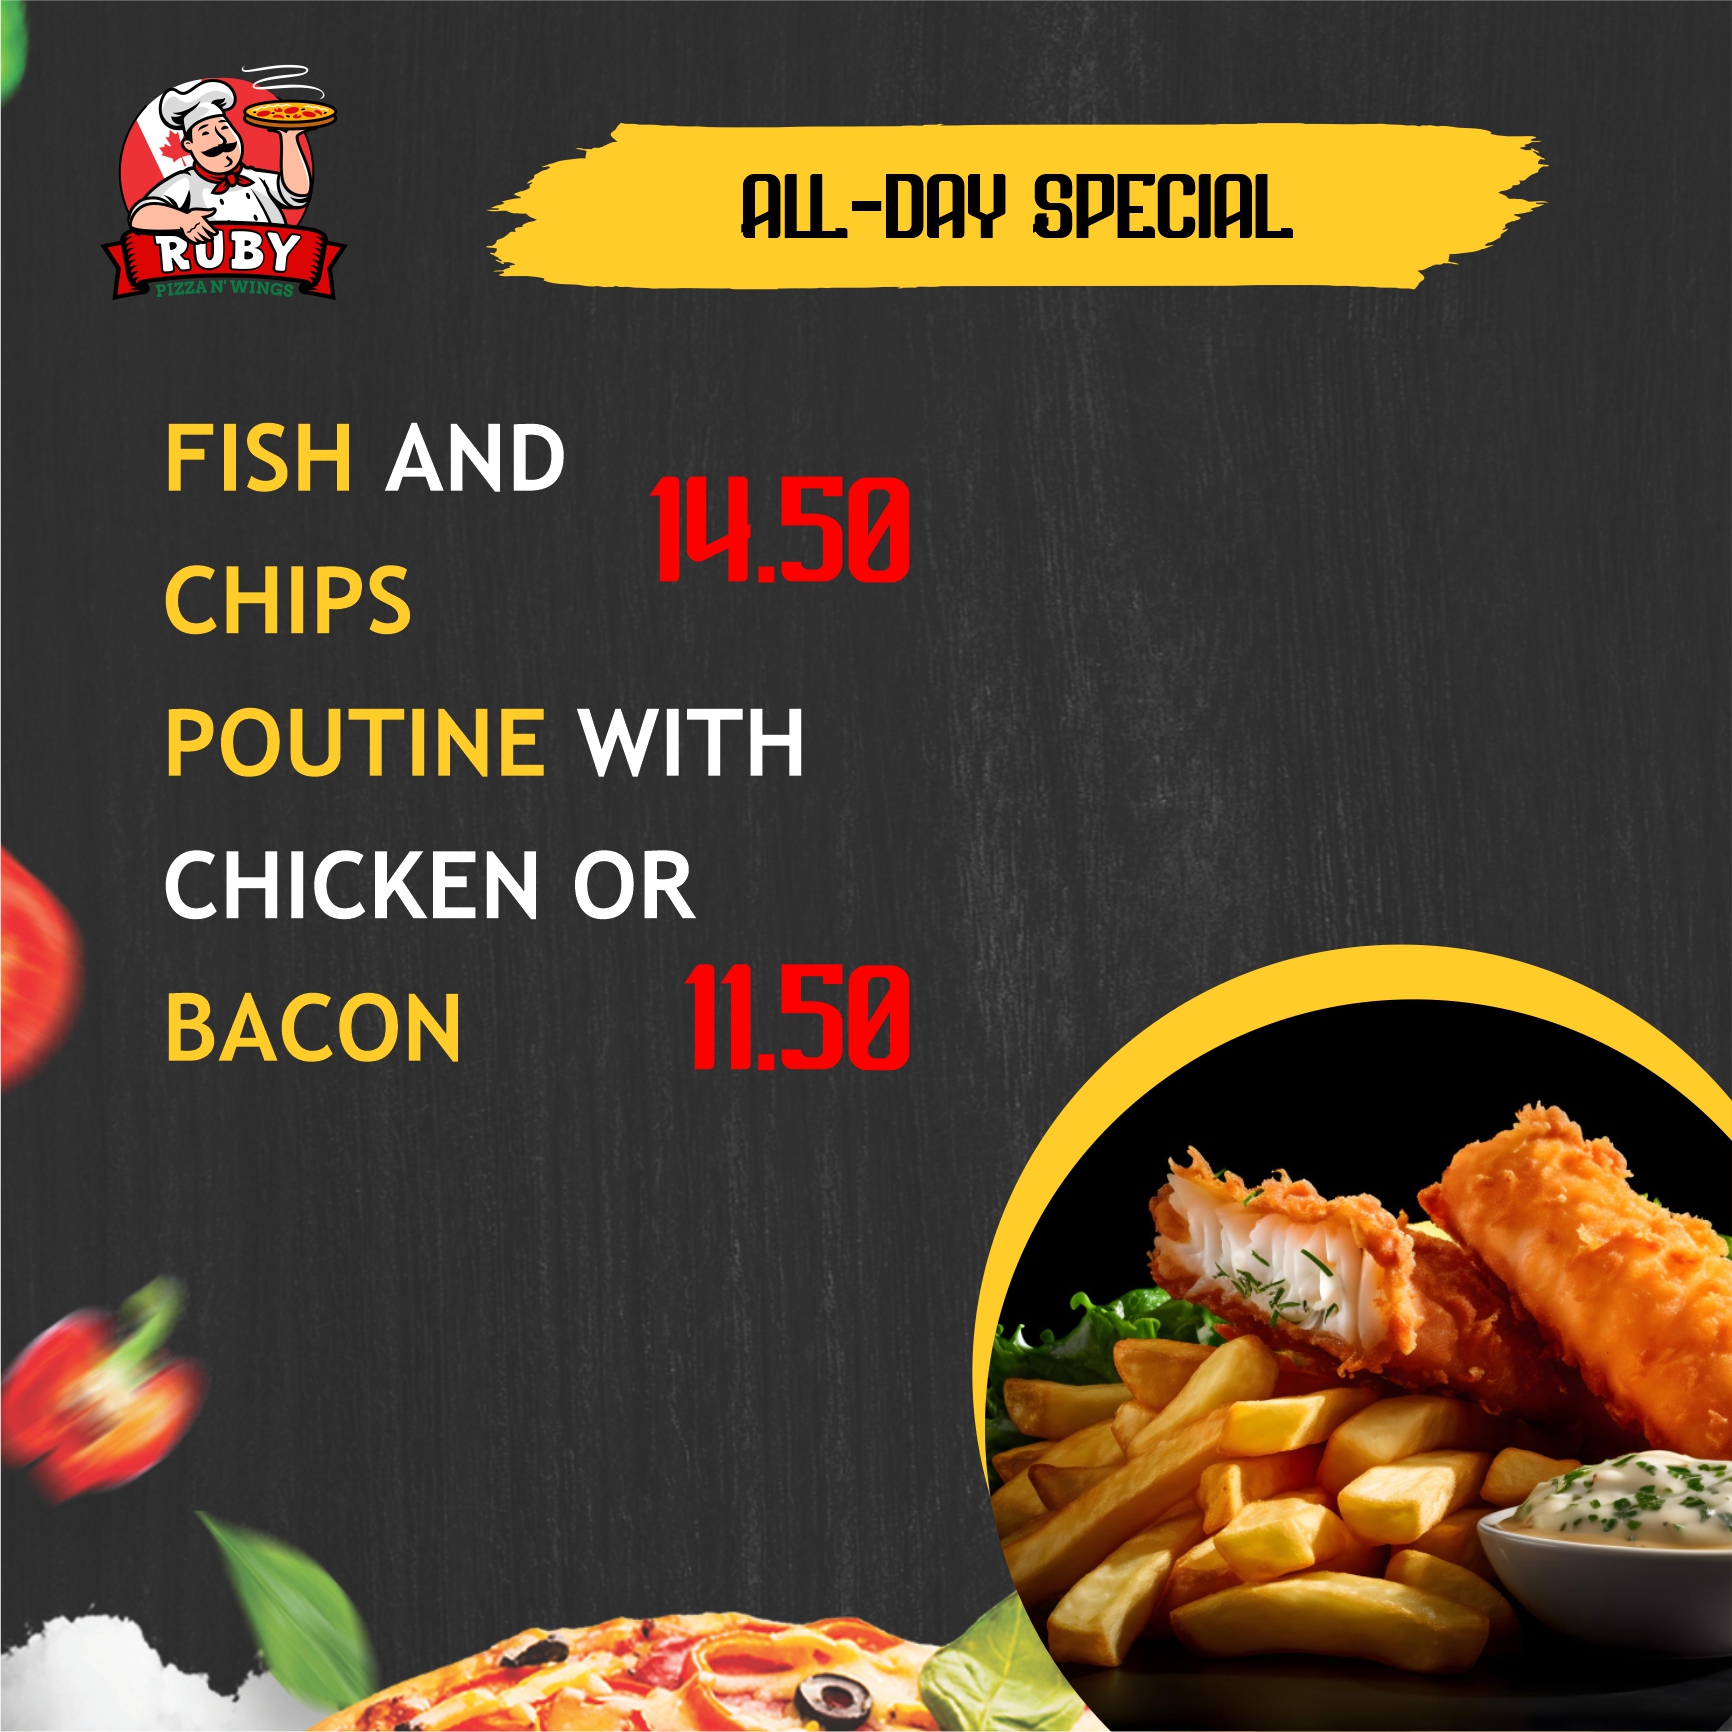 RUBY
PIZZA N' WINGS
ALL-DAY SPECIAL
FISH AND
CHIPS
14.50
POUTINE WITH
CHICKEN OR
BACON
11.50